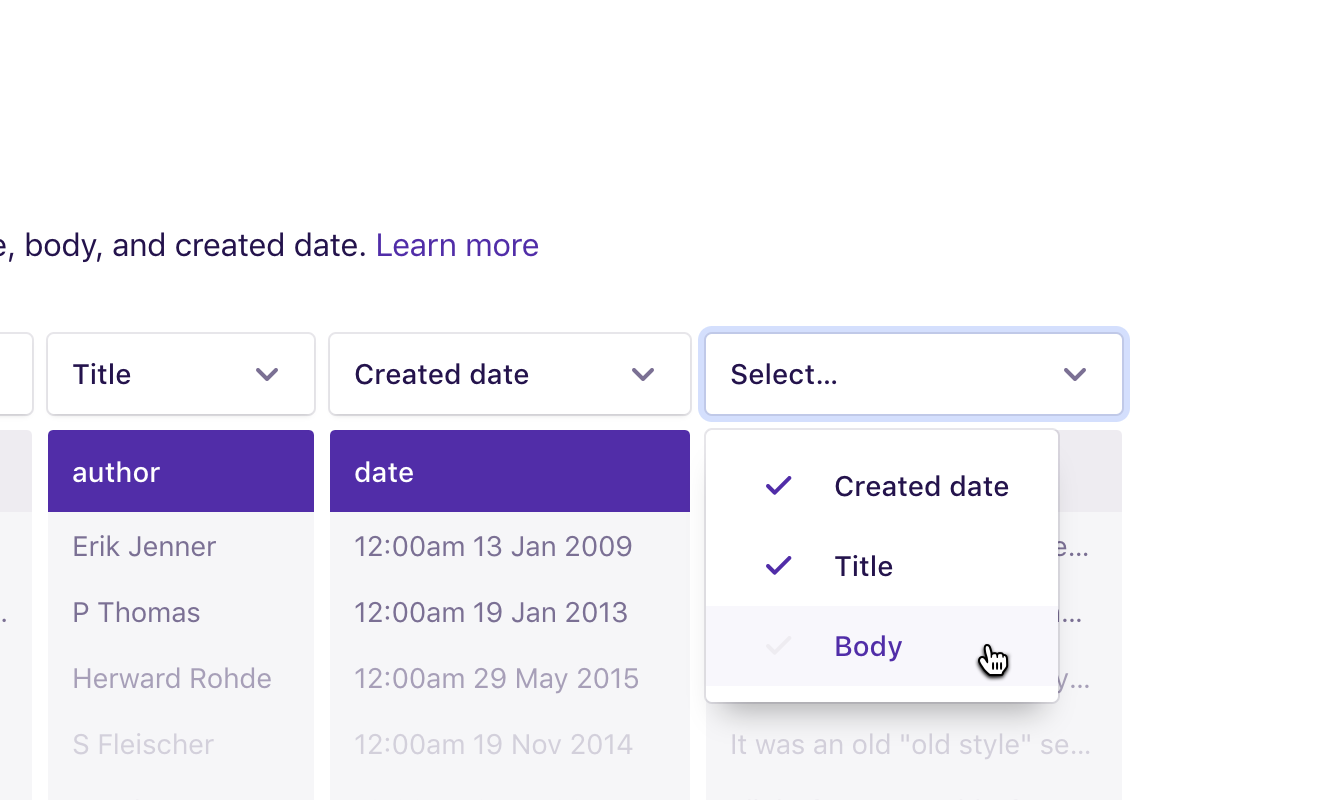 e, body, and created date. Learn more
Title
Created date
Select...
author
date
Created date
Title
Body
Erik Jenner
12:00am 13 Jan 2009
e...
P Thomas
12:00am 19 Jan 2013
...
Herward Rohde
12:00am 29 May 2015
y...
S Fleischer
12:00am 19 Nov 2014
It was an old "old style" se...